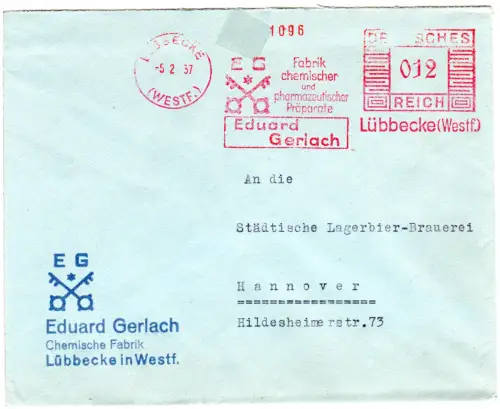 LÜBBECKE
-5.2.37
(WESTF.)
1096
E G
Fabrik
chemischer
und
pharmazeutischer
Präparate
Eduard
Gerlach
DEUTSCHES
012
REICH
Lübbecke (Westf.)
An die
Städtische Lagerbier-Brauerei
Hannover
Hildesheimerstr.73
E G
Eduard Gerlach
Chemische Fabrik
Lübbecke in Westf.